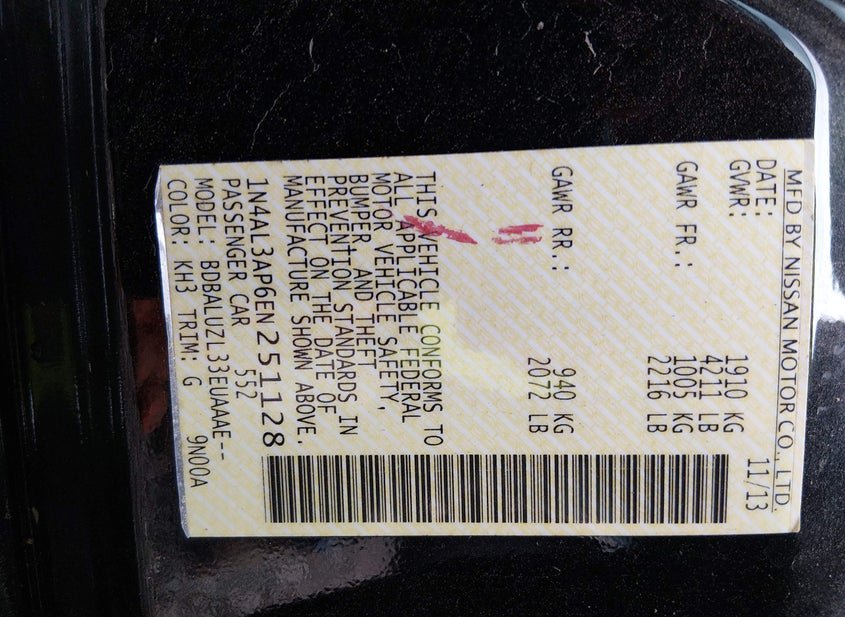 MFD BY NISSAN MOTOR CO., LTD.
DATE: 11/13
GVWR: 1910 KG
4211 LB
GAWR FR.: 1005 KG
2216 LB
GAWR RR.: 940 KG
2072 LB
THIS VEHICLE CONFORMS TO
ALL APPLICABLE FEDERAL
MOTOR VEHICLE SAFETY,
BUMPER, AND THEFT
PREVENTION STANDARDS IN
EFFECT ON THE DATE OF
MANUFACTURE SHOWN ABOVE.
1N4AL3AP6EN251128
PASSENGER CAR 552
MODEL: BDBALUZL33EUAAAE-- 9N00A
COLOR: KH3 TRIM: G